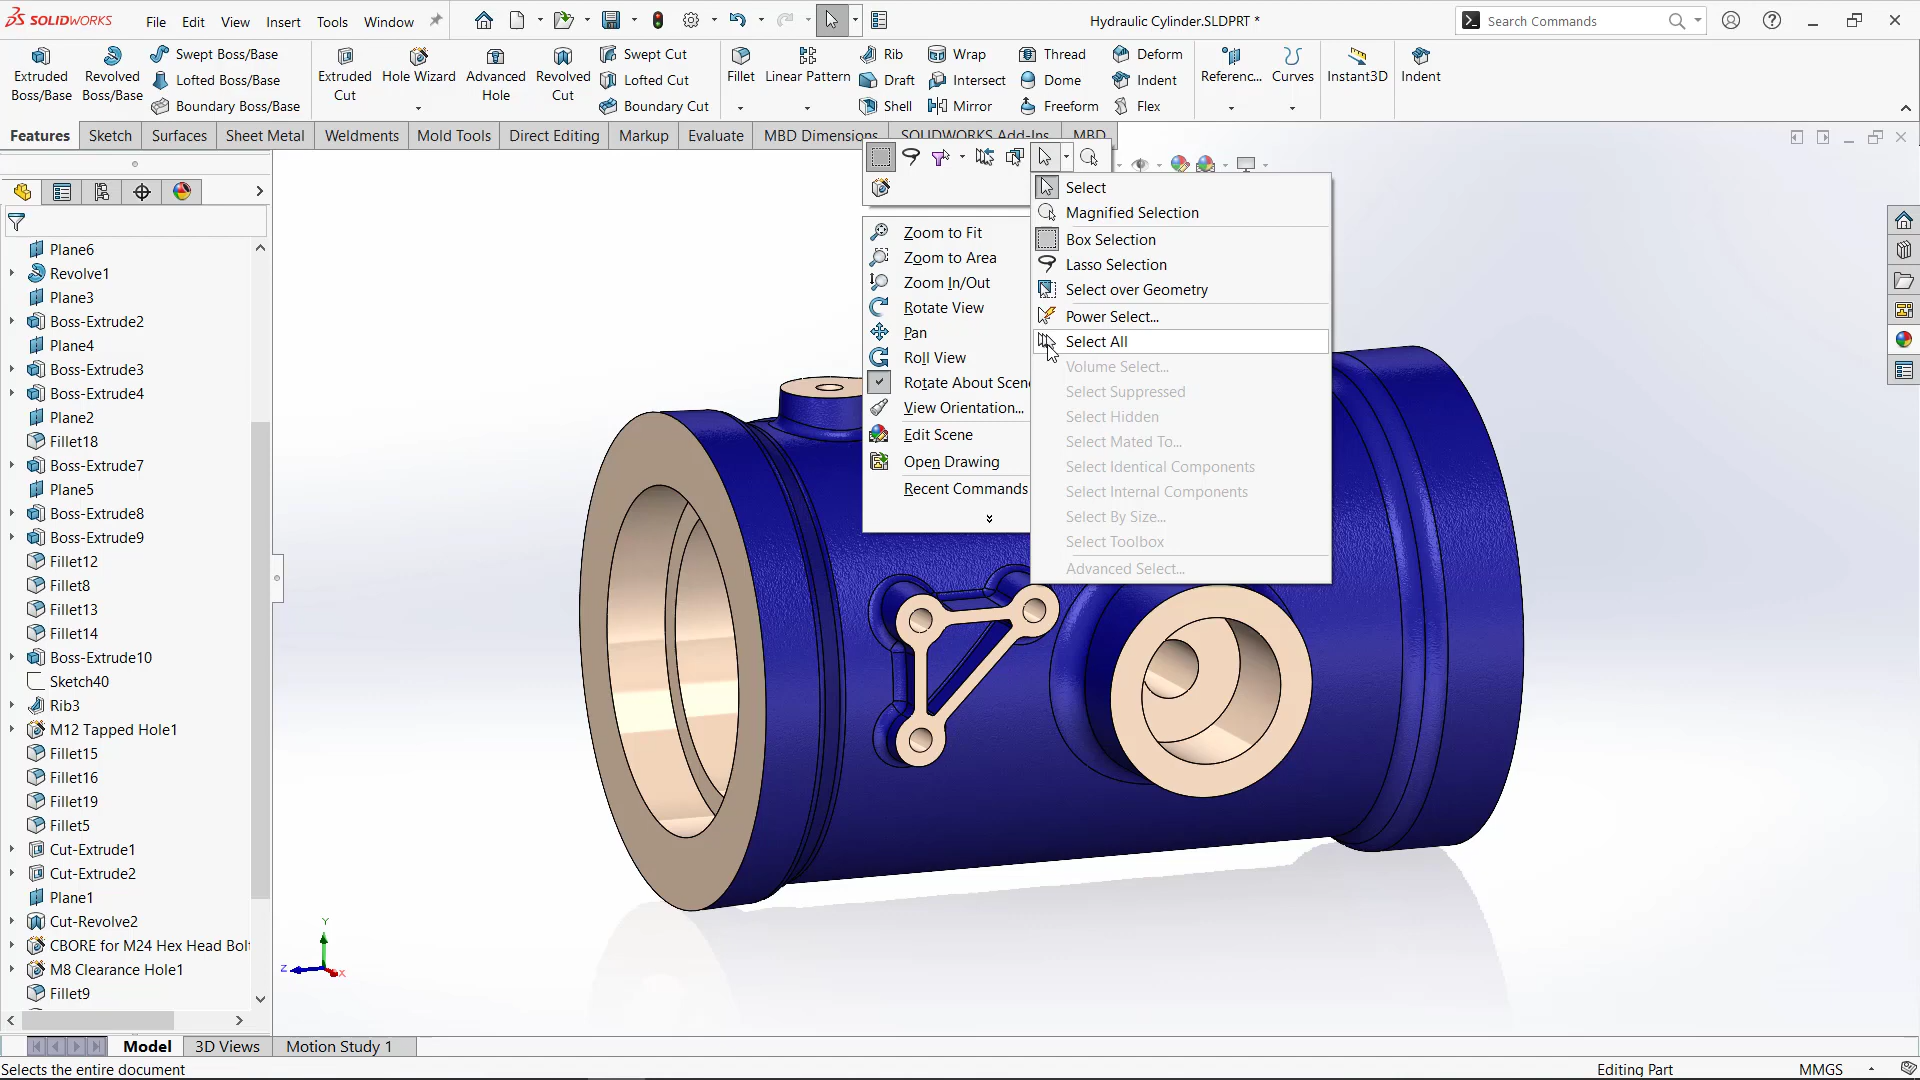 SOLIDWORKS
File Edit View Insert Tools Window
Hydraulic Cylinder.SLDPRT *
Search Commands
Extruded Boss/Base
Revolved Boss/Base
Swept Boss/Base
Lofted Boss/Base
Boundary Boss/Base
Extruded Cut
Hole Wizard
Advanced Hole
Revolved Cut
Swept Cut
Lofted Cut
Boundary Cut
Fillet
Linear Pattern
Rib
Draft
Shell
Wrap
Intersect
Mirror
Thread
Dome
Freeform
Deform
Indent
Flex
Referenc...
Curves
Instant3D
Indent
Features Sketch Surfaces Sheet Metal Weldments Mold Tools Direct Editing Markup Evaluate MBD Dimensions SOLIDWORKS Add-Ins MBD
Plane6
Revolve1
Plane3
Boss-Extrude2
Plane4
Boss-Extrude3
Boss-Extrude4
Plane2
Fillet18
Boss-Extrude7
Plane5
Boss-Extrude8
Boss-Extrude9
Fillet12
Fillet8
Fillet13
Fillet14
Boss-Extrude10
Sketch40
Rib3
M12 Tapped Hole1
Fillet15
Fillet16
Fillet19
Fillet5
Cut-Extrude1
Cut-Extrude2
Plane1
Cut-Revolve2
CBORE for M24 Hex Head Bolt
M8 Clearance Hole1
Fillet9
Zoom to Fit
Zoom to Area
Zoom In/Out
Rotate View
Pan
Roll View
Rotate About Scene
View Orientation...
Edit Scene
Open Drawing
Recent Commands
Select
Magnified Selection
Box Selection
Lasso Selection
Select over Geometry
Power Select...
Select All
Volume Select...
Select Suppressed
Select Hidden
Select Mated To...
Select Identical Components
Select Internal Components
Select By Size...
Select Toolbox
Advanced Select...
Y
Z
X
Model 3D Views Motion Study 1
Selects the entire document
Editing Part
MMGS